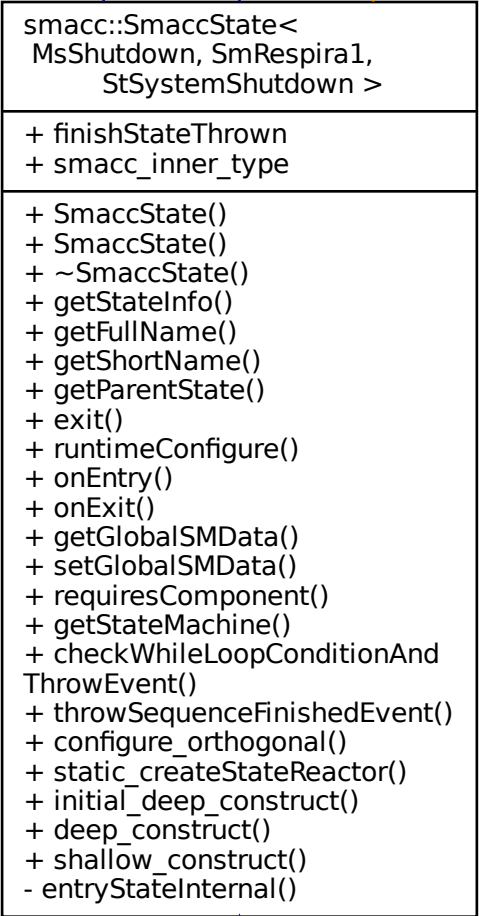 smacc::SmaccState<
MsShutdown, SmRespira1,
StSystemShutdown >
+ finishStateThrown
+ smacc_inner_type
+ SmaccState()
+ SmaccState()
+ ~SmaccState()
+ getStateInfo()
+ getFullName()
+ getShortName()
+ getParentState()
+ exit()
+ runtimeConfigure()
+ onEntry()
+ onExit()
+ getGlobalSMData()
+ setGlobalSMData()
+ requiresComponent()
+ getStateMachine()
+ checkWhileLoopConditionAnd
ThrowEvent()
+ throwSequenceFinishedEvent()
+ configure_orthogonal()
+ static_createStateReactor()
+ initial_deep_construct()
+ deep_construct()
+ shallow_construct()
- entryStateInternal()